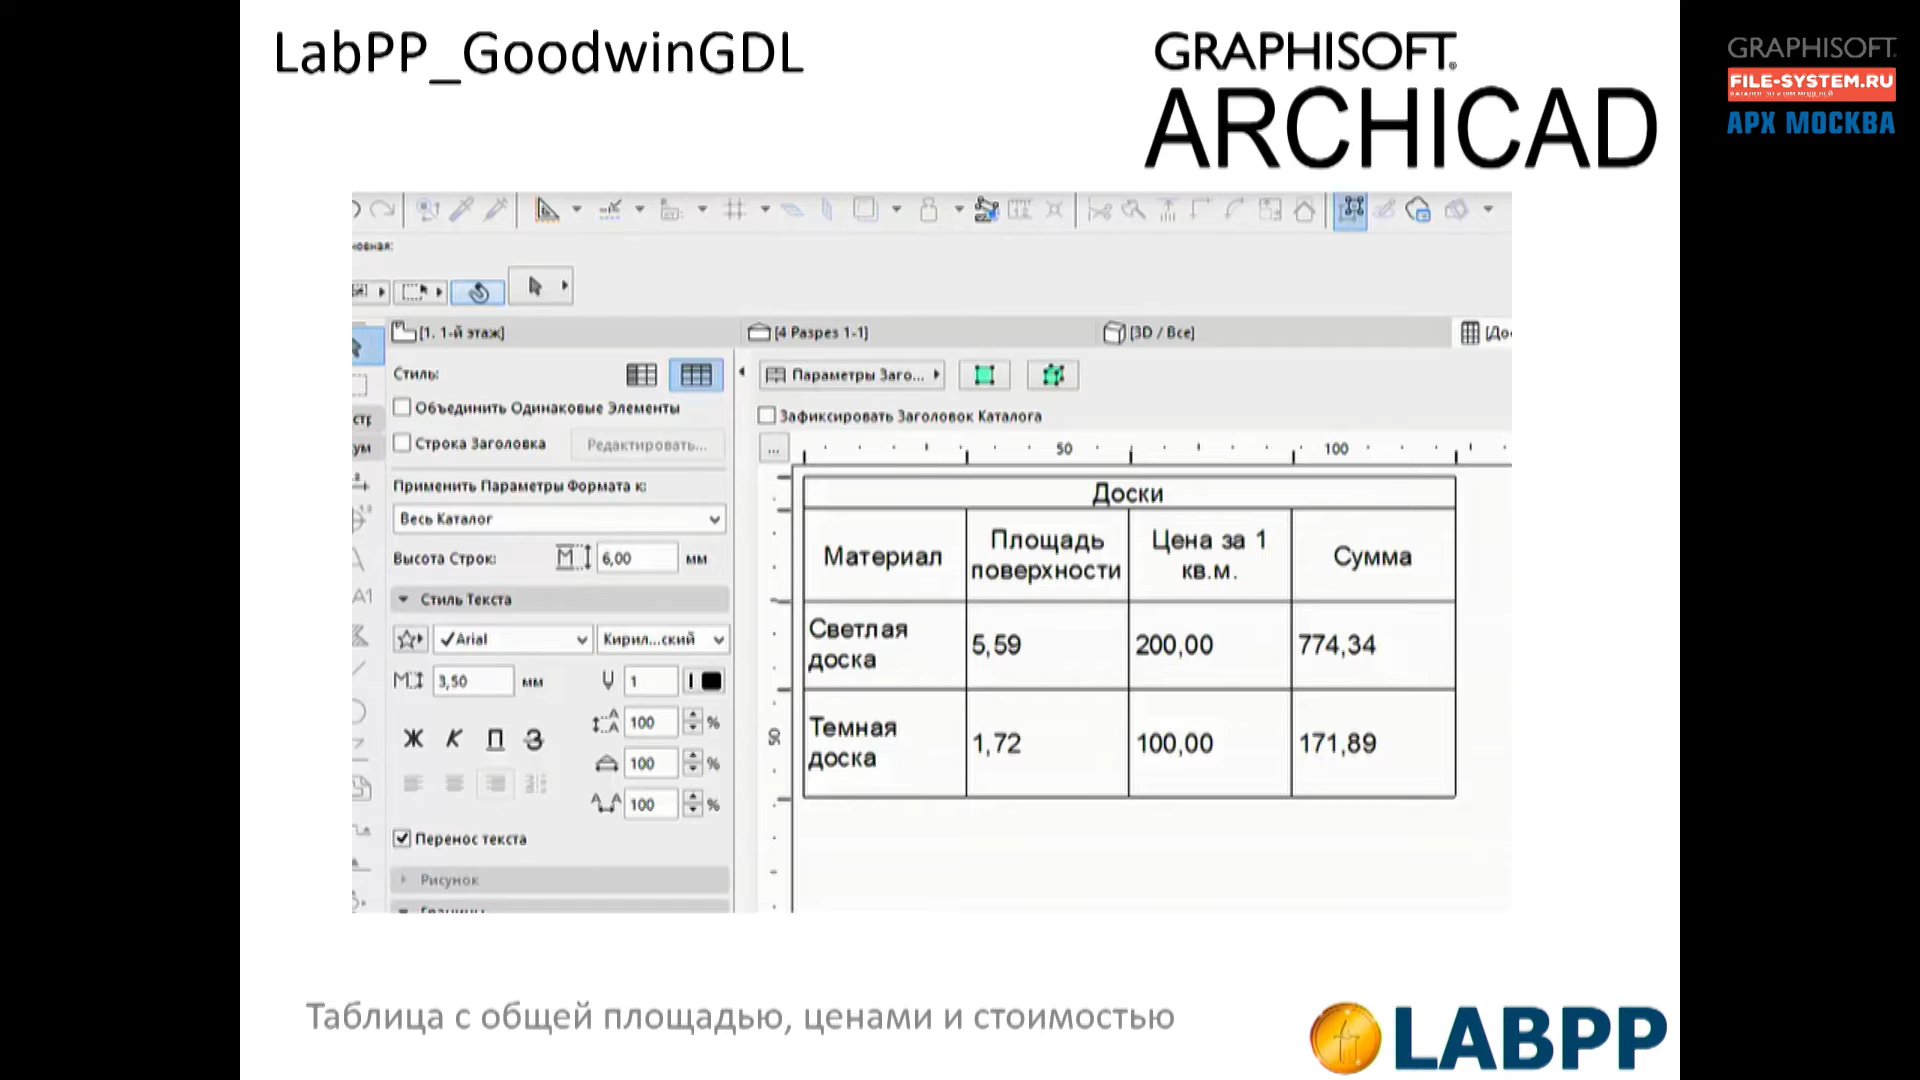 LabPP_GoodwinGDL
GRAPHISOFT®
ARCHICAD
GRAPHISOFT
FILE-SYSTEM.RU
АРХ МОСКВА
[1. 1-й этаж]
[4 Разрез 1-1]
[3D / Все]
Стиль:
Объединить Одинаковые Элементы
Строка Заголовка
Редактировать...
Применить Параметры Формата к:
Весь Каталог
Высота Строк:
6,00
мм
Стиль Текста
Arial
Кирил...ский
3,50
мм
1
Ж К П З
100 %
100 %
100 %
Перенос текста
Рисунок
Параметры Заго...
Зафиксировать Заголовок Каталога
...
50
100
50
Доски
Материал
Площадь поверхности
Цена за 1 кв.м.
Сумма
Светлая доска
5,59
200,00
774,34
Темная доска
1,72
100,00
171,89
Таблица с общей площадью, ценами и стоимостью
LABPP